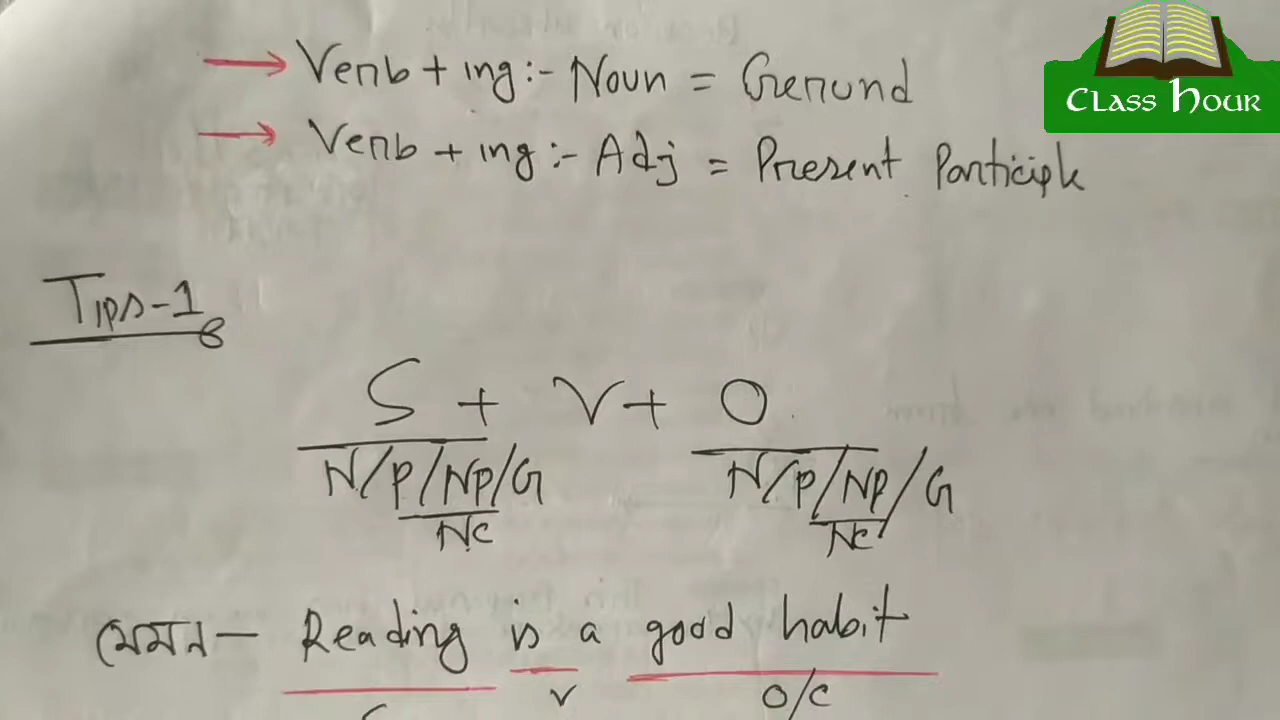 → Verb + ing :- Noun = Gerund
→ Verb + ing :- Adj = Present Participle
CLASS HOUR
Tips-1
S + V + O
N/P/NP/G N/P/NP/G
NC NC
যেমন— Reading is a good habit
S V O/C